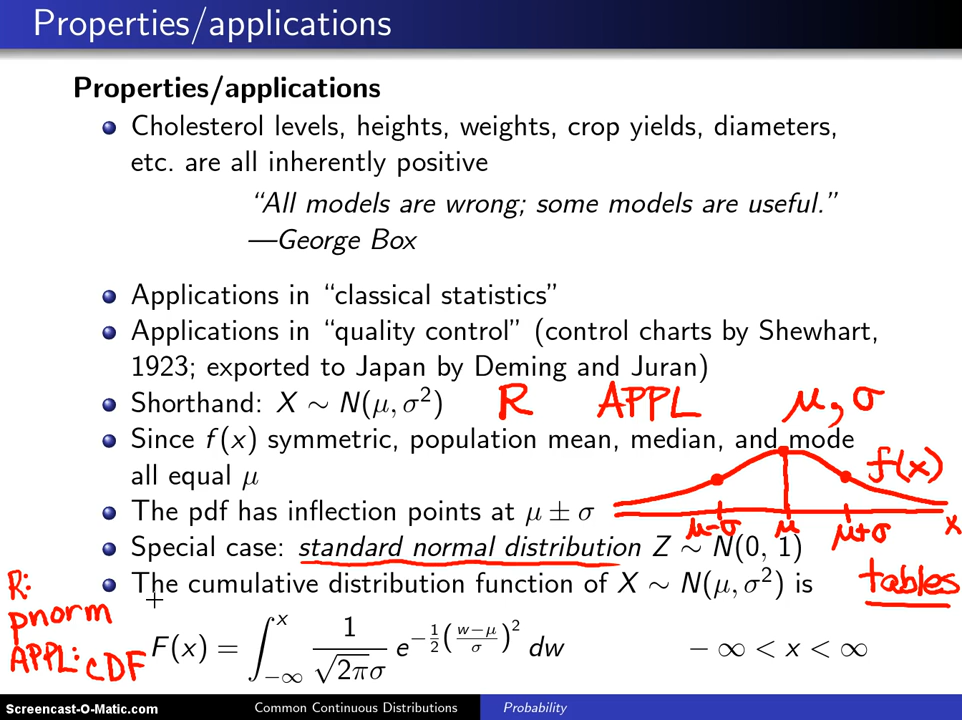 Properties/applications
Properties/applications
Cholesterol levels, heights, weights, crop yields, diameters,
etc. are all inherently positive
“All models are wrong; some models are useful.”
—George Box
Applications in “classical statistics”
Applications in “quality control” (control charts by Shewhart,
1923; exported to Japan by Deming and Juran)
Shorthand: X ∼ N(μ, σ²) R APPL μ, σ
Since f(x) symmetric, population mean, median, and mode
all equal μ f(x)
The pdf has inflection points at μ ± σ
μ−σ μ μ+σ x
Special case: standard normal distribution Z ∼ N(0, 1)
The cumulative distribution function of X ∼ N(μ, σ²) is tables
R:
pnorm
APPL: CDF
F(x) = ∫_{−∞}^{x} 1/(√(2π)σ) e^{−½((w−μ)/σ)²} dw −∞ < x < ∞
Screencast-O-Matic.com Common Continuous Distributions Probability